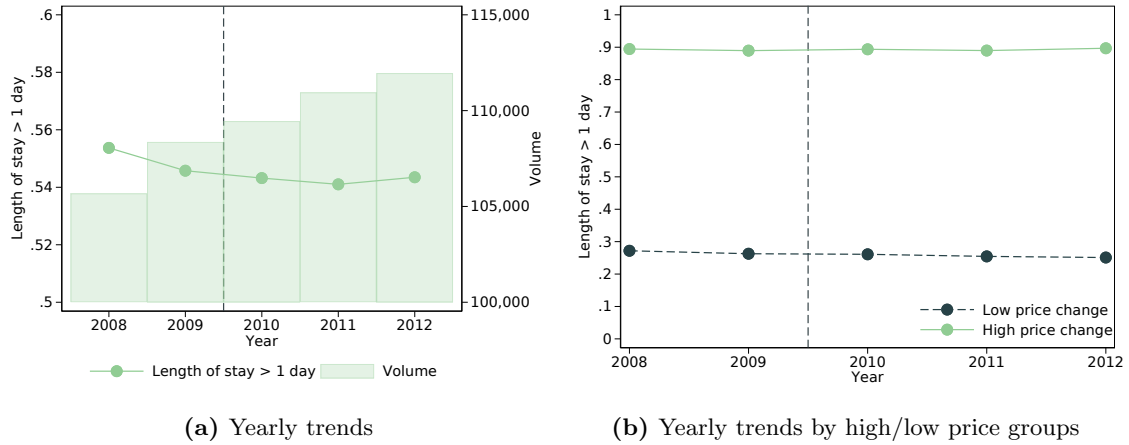 .6
.58
.56
.54
.52
.5
Length of stay > 1 day
115,000
110,000
105,000
100,000
Volume
2008 2009 2010 2011 2012
Year
Length of stay > 1 day Volume
(a) Yearly trends
1
.9
.8
.7
.6
.5
.4
.3
.2
.1
0
Length of stay > 1 day
Low price change
High price change
2008 2009 2010 2011 2012
Year
(b) Yearly trends by high/low price groups